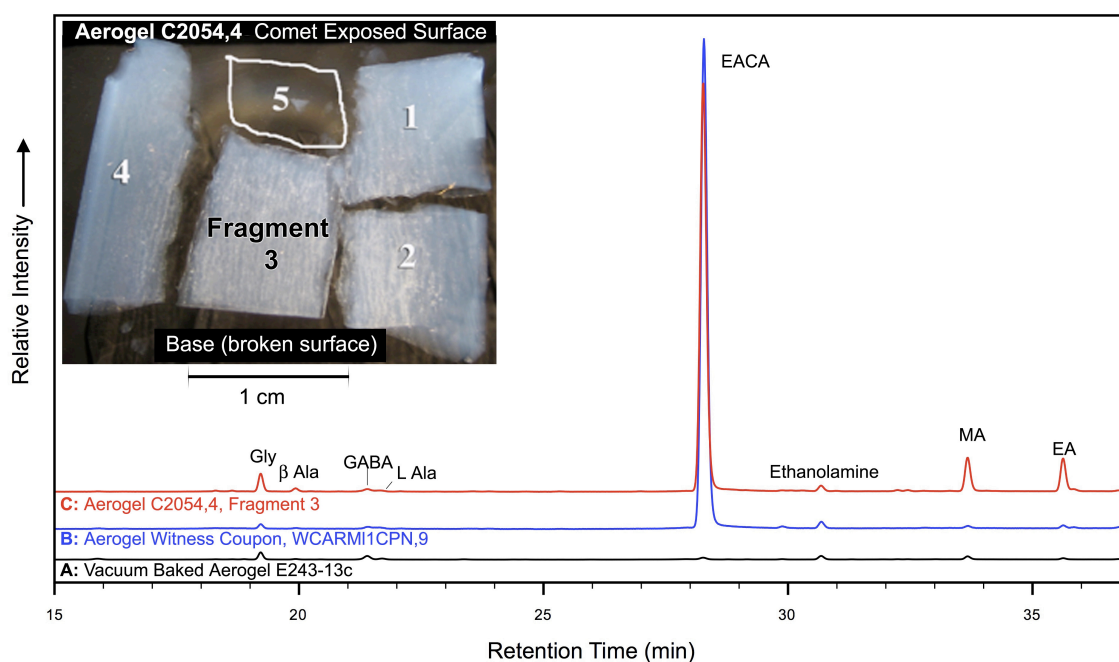 Aerogel C2054,4 Comet Exposed Surface
5
1
4
Fragment
3
2
Base (broken surface)
1 cm
EACA
Relative Intensity
Gly
β Ala
GABA
L Ala
Ethanolamine
MA
EA
C: Aerogel C2054,4, Fragment 3
B: Aerogel Witness Coupon, WCARMI1CPN,9
A: Vacuum Baked Aerogel E243-13c
15
20
25
30
35
Retention Time (min)